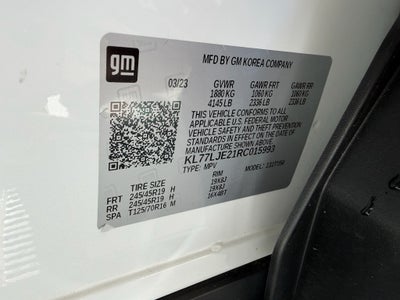 gm
MFD BY GM KOREA COMPANY
03/23 GVWR GAWR FRT GAWR RR
1880 KG 1060 KG 1060 KG
4145 LB 2336 LB 2336 LB
THIS VEHICLE CONFORMS TO ALL
APPLICABLE U.S. FEDERAL MOTOR
VEHICLE SAFETY AND THEFT
PREVENTION STANDARDS IN
EFFECT ON THE DATE OF
MANUFACTURE SHOWN ABOVE.
KL77LJE21RC015993
TYPE: MPV
TIRE SIZE RIM
FRT 245/45R19 H 19X8J
RR 245/45R19 H 19X8J
SPA T125/70R16 M 16X4BT